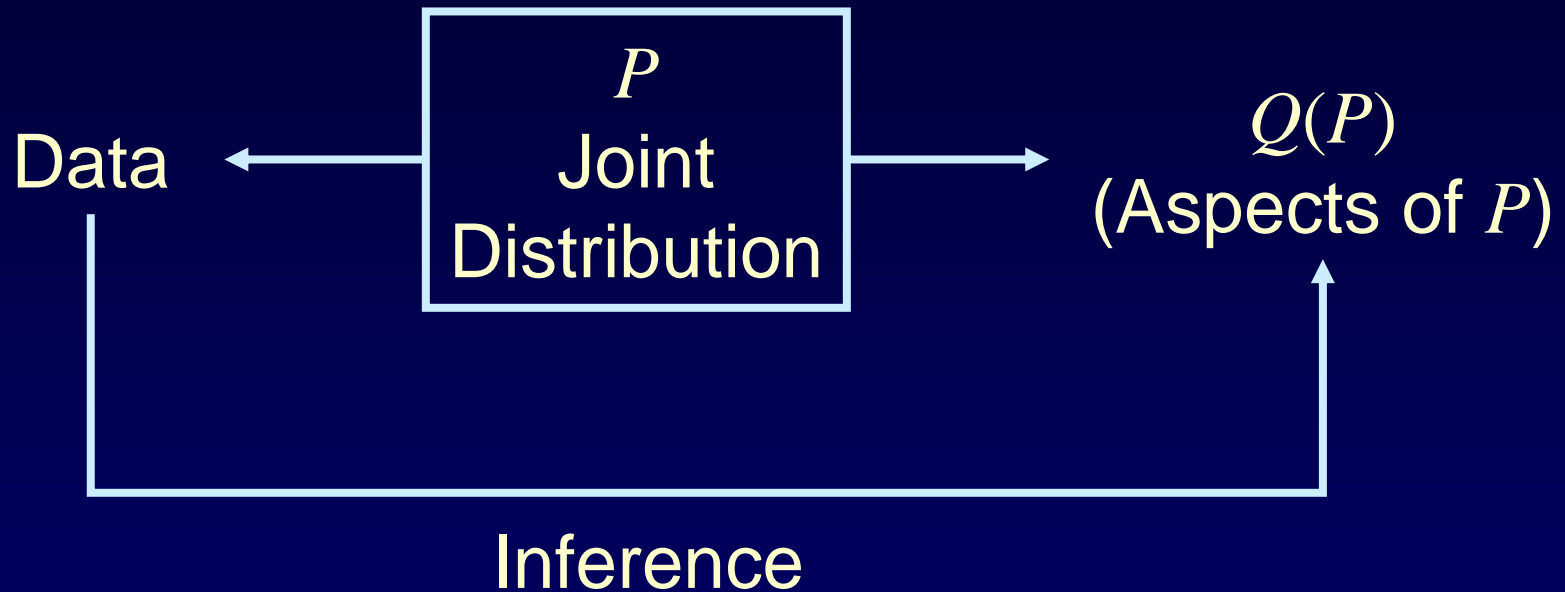 Data
P
Joint
Distribution
Q(P)
(Aspects of P)
Inference